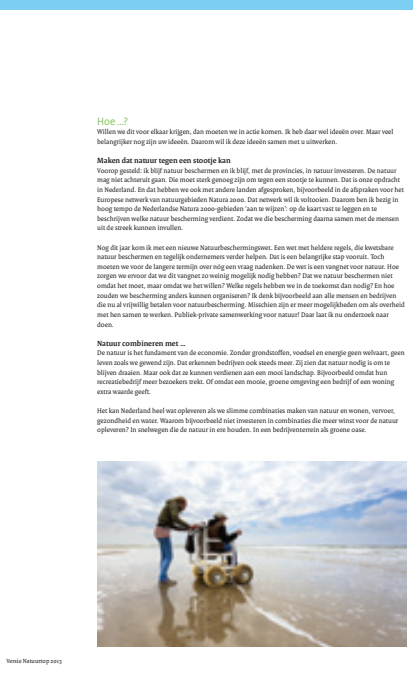 Hoe ...?
Willen we dit voor elkaar krijgen, dan moeten we in actie komen. Ik heb daar wel ideeën over. Maar veel
belangrijker nog zijn uw ideeën. Daarom wil ik deze ideeën samen met u uitwerken.
Maken dat natuur tegen een stootje kan
Voorop gesteld: ik blijf natuur beschermen en ik blijf, met de provincies, in natuur investeren. De natuur
mag niet achteruit gaan. Die moet sterk genoeg zijn om tegen een stootje te kunnen. Dat is onze opdracht
in Nederland. En dat hebben we ook met andere landen afgesproken, bijvoorbeeld in de afspraken voor het
Europese netwerk van natuurgebieden Natura 2000. Dat netwerk wil ik voltooien. Daarom ben ik bezig in
hoog tempo de Nederlandse Natura 2000-gebieden 'aan te wijzen': op de kaart vast te leggen en te
beschrijven welke natuur bescherming verdient. Zodat we die bescherming daarna samen met de mensen
uit de streek kunnen invullen.
Nog dit jaar kom ik met een nieuwe Natuurbeschermingswet. Een wet met heldere regels, die kwetsbare
natuur beschermen en tegelijk ondernemers verder helpen. Dat is een belangrijke stap vooruit. Toch
moeten we voor de langere termijn over nóg een vraag nadenken. De wet is een vangnet voor natuur. Hoe
zorgen we ervoor dat we dit vangnet zo weinig mogelijk nodig hebben? Dat we natuur beschermen niet
omdat het moet, maar omdat we het willen? Welke regels hebben we in de toekomst dan nodig? En hoe
zouden we bescherming anders kunnen organiseren? Ik denk bijvoorbeeld aan alle mensen en bedrijven
die nu al vrijwillig betalen voor natuurbescherming. Misschien zijn er meer mogelijkheden om als overheid
met hen samen te werken. Publiek-private samenwerking voor natuur! Daar laat ik nu onderzoek naar
doen.
Natuur combineren met ...
De natuur is het fundament van de economie. Zonder grondstoffen, voedsel en energie geen welvaart, geen
leven zoals we gewend zijn. Dat erkennen bedrijven ook steeds meer. Zij zien dat natuur nodig is om te
blijven draaien. Maar ook dat ze kunnen verdienen aan een mooi landschap. Bijvoorbeeld omdat hun
recreatiebedrijf meer bezoekers trekt. Of omdat een mooie, groene omgeving een bedrijf of een woning
extra waarde geeft.
Het kan Nederland heel wat opleveren als we slimme combinaties maken van natuur en wonen, vervoer,
gezondheid en water. Waarom bijvoorbeeld niet investeren in combinaties die meer winst voor de natuur
opleveren? In snelwegen die de natuur in ere houden. In een bedrijventerrein als groene oase.
Versie Natuurtop 2013